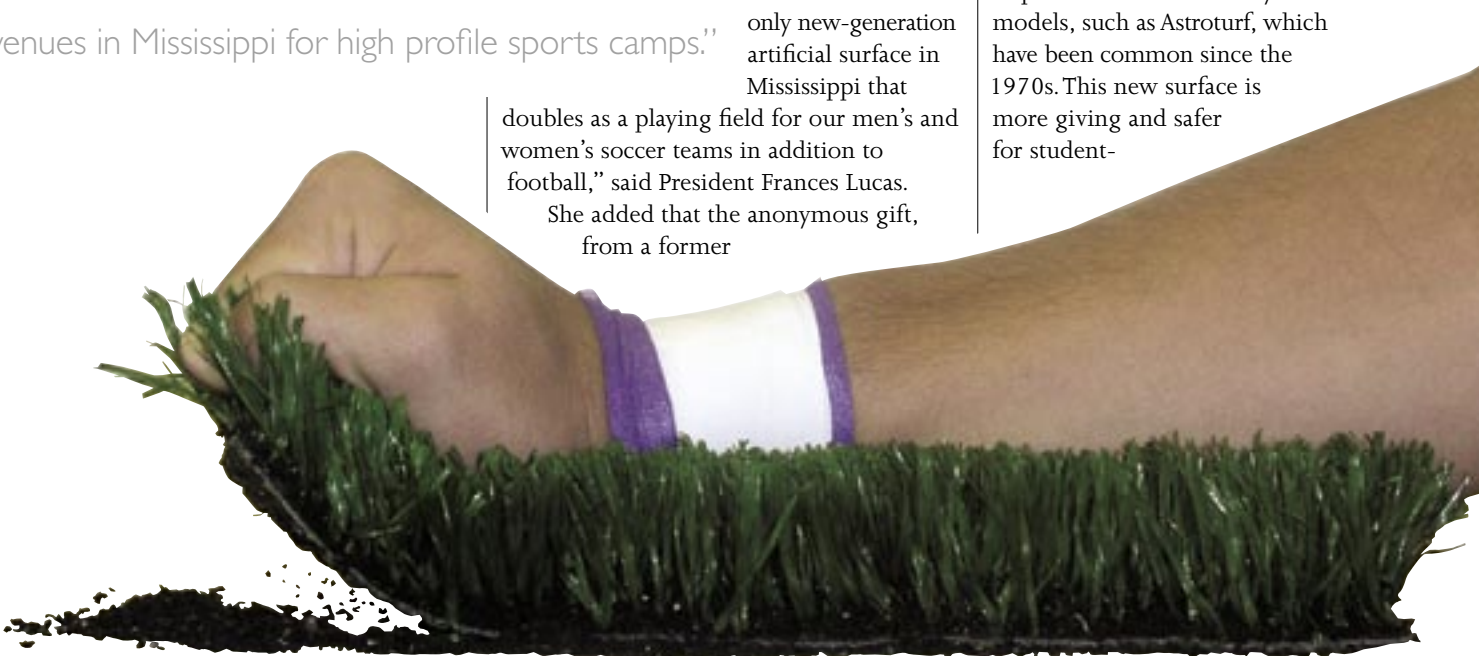 venues in Mississippi for high profile sports camps.”
only new-generation
artificial surface in
Mississippi that
doubles as a playing field for our men’s and
women’s soccer teams in addition to
football,” said President Frances Lucas.
She added that the anonymous gift,
from a former
models, such as Astroturf, which
have been common since the
1970s. This new surface is
more giving and safer
for student-